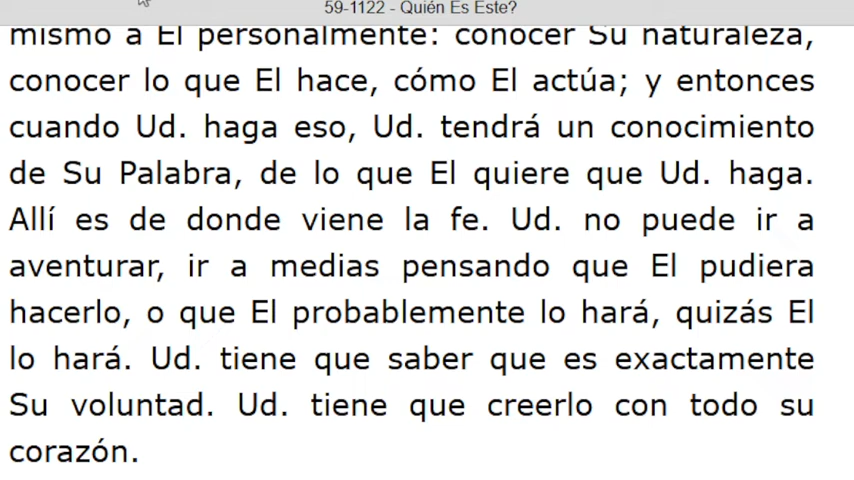 59-1122 - Quién Es Este?
mismo a El personalmente: conocer Su naturaleza,
conocer lo que El hace, cómo El actúa; y entonces
cuando Ud. haga eso, Ud. tendrá un conocimiento
de Su Palabra, de lo que El quiere que Ud. haga.
Allí es de donde viene la fe. Ud. no puede ir a
aventurar, ir a medias pensando que El pudiera
hacerlo, o que El probablemente lo hará, quizás El
lo hará. Ud. tiene que saber que es exactamente
Su voluntad. Ud. tiene que creerlo con todo su
corazón.